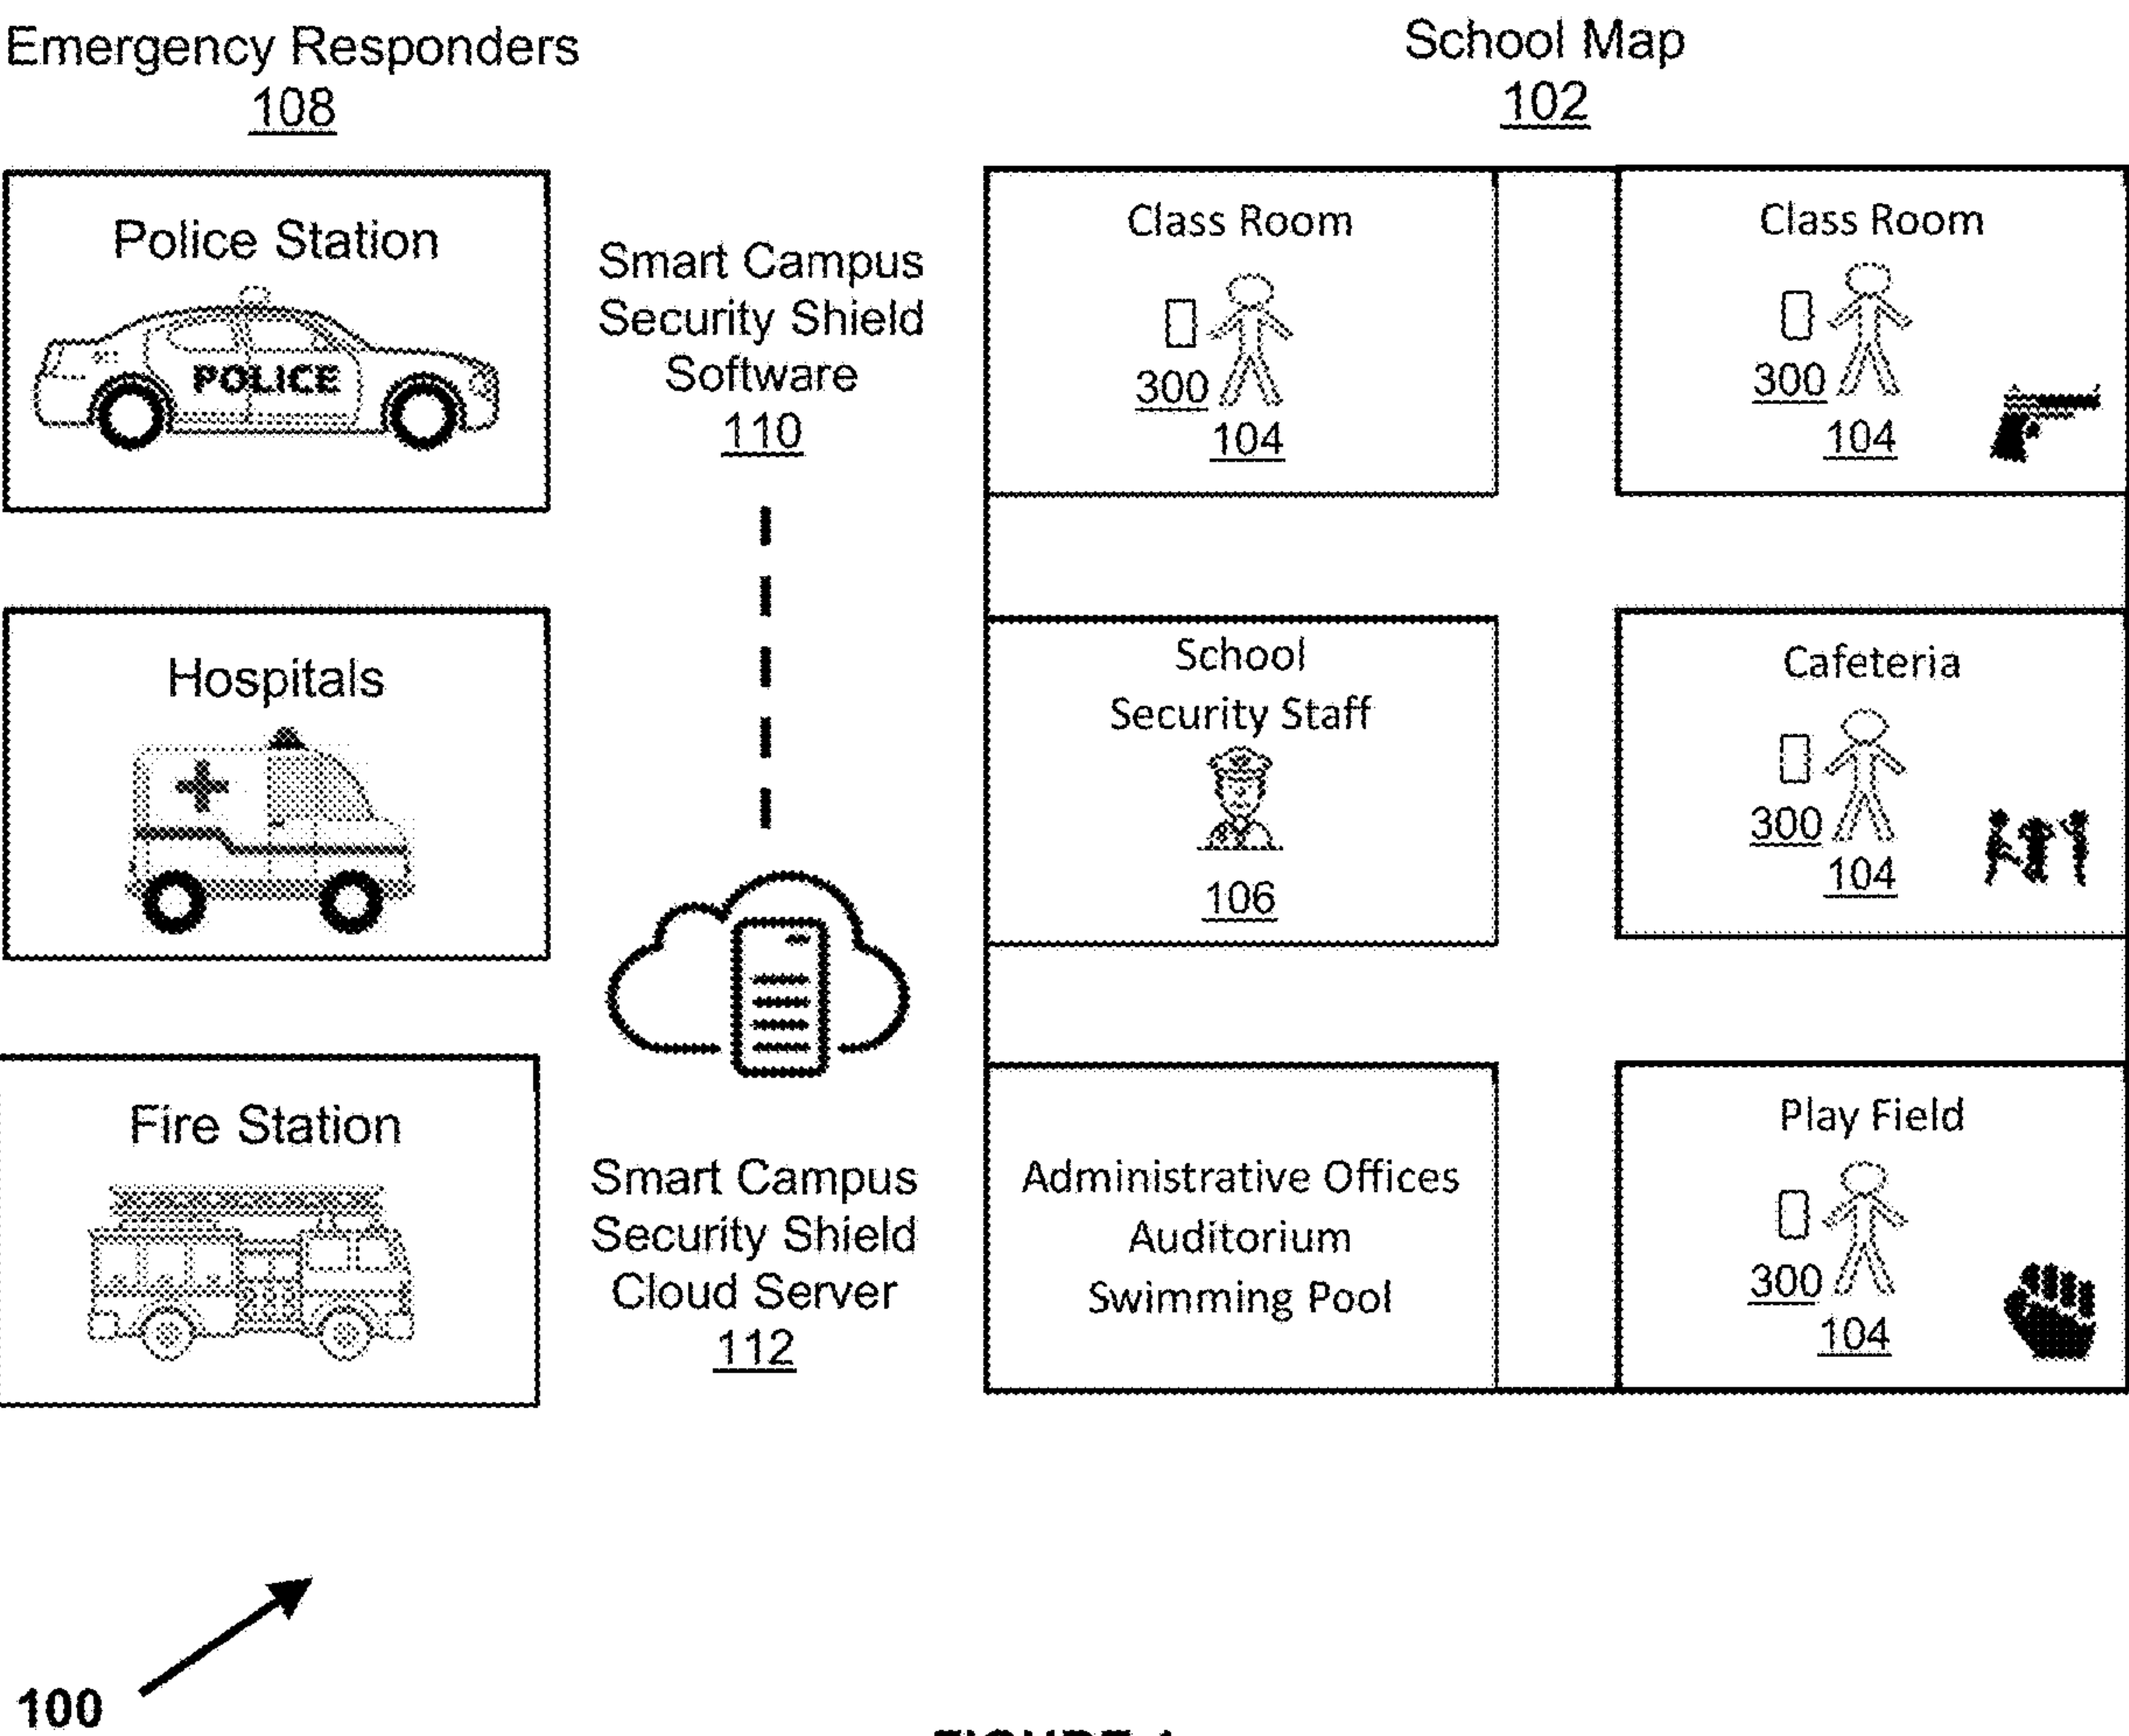 Emergency Responders
108
Police Station
POLICE
Hospitals
Fire Station
Smart Campus
Security Shield
Software
110
Smart Campus
Security Shield
Cloud Server
112
School Map
102
Class Room
300
104
Class Room
300
104
School
Security Staff
106
Cafeteria
300
104
Administrative Offices
Auditorium
Swimming Pool
Play Field
300
104
100